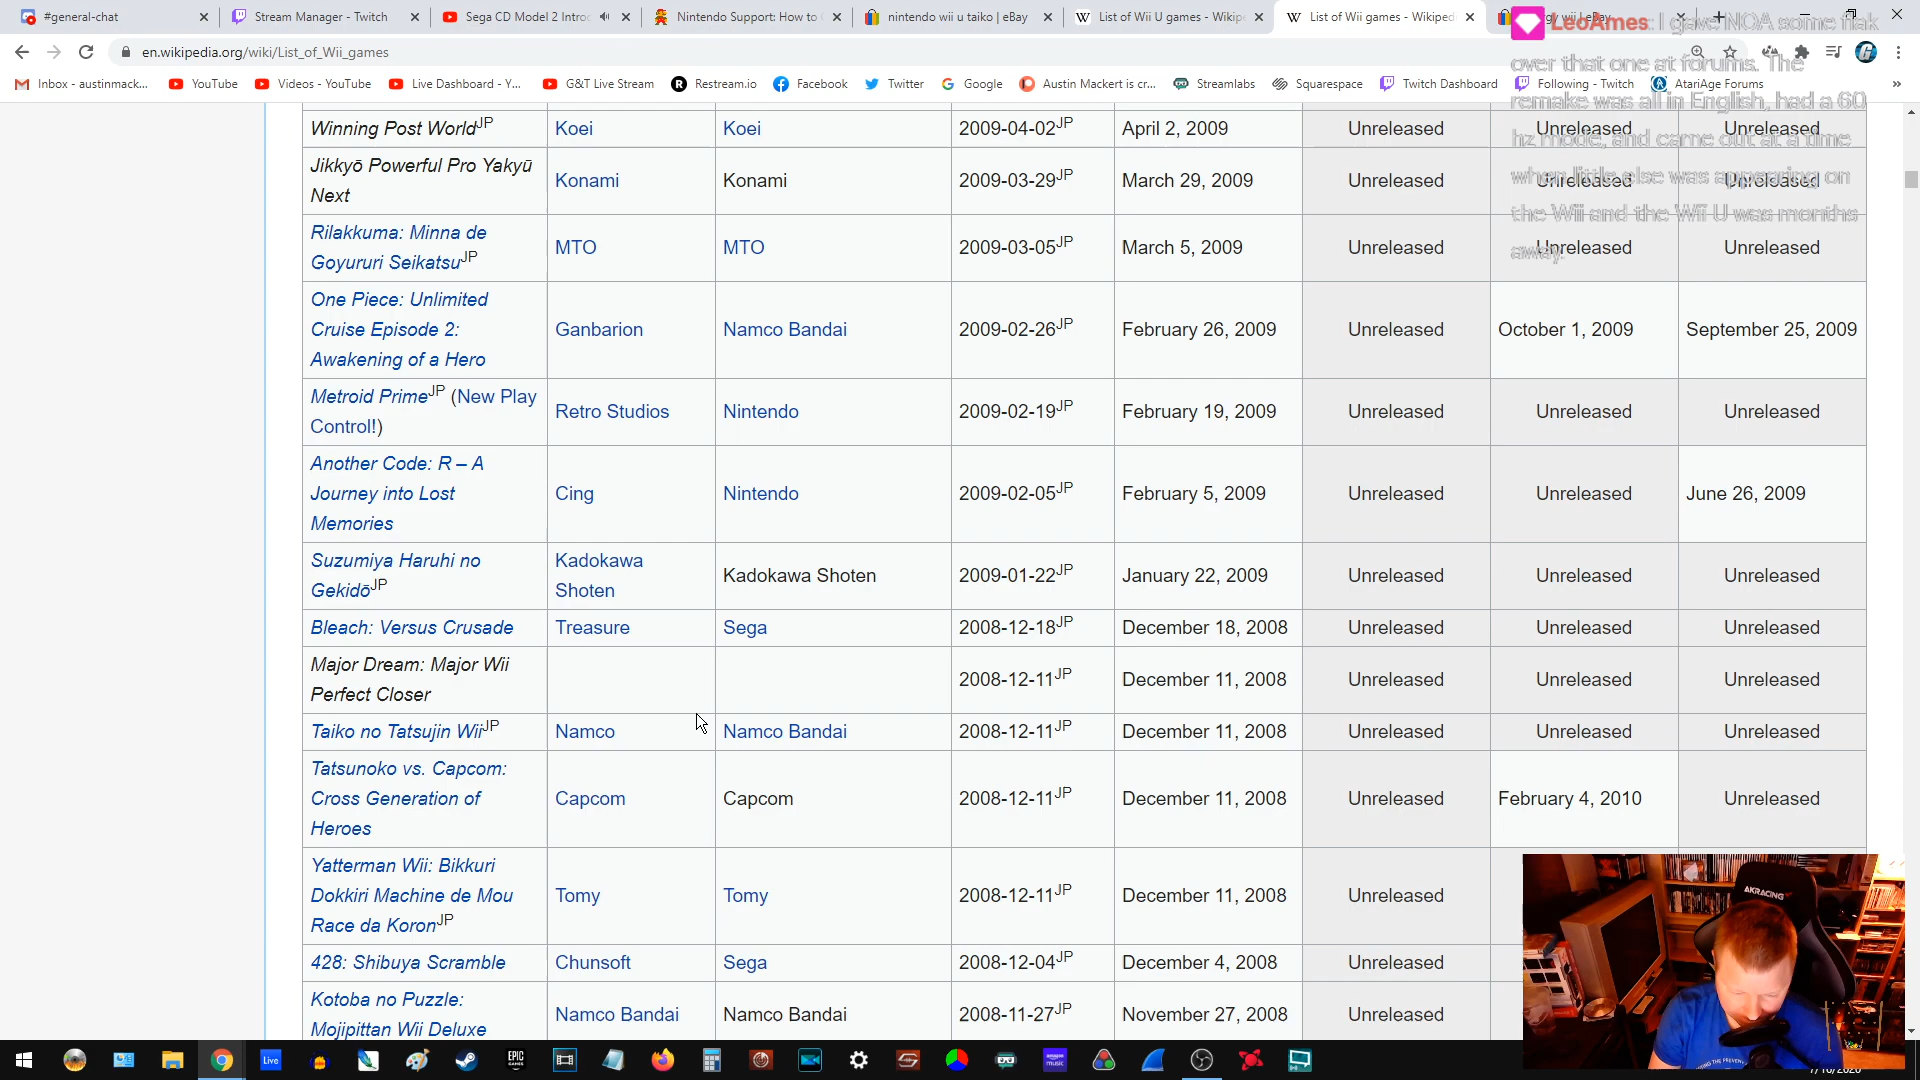 #general-chat
Stream Manager - Twitch
Sega CD Model 2 Introd
Nintendo Support: How to
nintendo wii u taiko | eBay
List of Wii U games - Wikip
List of Wii games - Wikiped
LeoAmes: I gave NOA some flak
over that one at forums. The
remake was all in English, had a 60
hz mode, and came out at a time
when little else was appearing on
the Wii and the Wii U was months
away.
en.wikipedia.org/wiki/List_of_Wii_games
Inbox - austinmack...
YouTube
Videos - YouTube
Live Dashboard - Y...
G&T Live Stream
Restream.io
Facebook
Twitter
Google
Austin Mackert is cr...
Streamlabs
Squarespace
Twitch Dashboard
Following - Twitch
AtariAge Forums
Winning Post WorldJP Koei Koei 2009-04-02JP April 2, 2009 Unreleased Unreleased Unreleased
Jikkyō Powerful Pro Yakyū
Next Konami Konami 2009-03-29JP March 29, 2009 Unreleased Unreleased Unreleased
Rilakkuma: Minna de
Goyururi SeikatsuJP MTO MTO 2009-03-05JP March 5, 2009 Unreleased Unreleased Unreleased
One Piece: Unlimited
Cruise Episode 2: Ganbarion Namco Bandai 2009-02-26JP February 26, 2009 Unreleased October 1, 2009 September 25, 2009
Awakening of a Hero
Metroid PrimeJP (New Play
Control!) Retro Studios Nintendo 2009-02-19JP February 19, 2009 Unreleased Unreleased Unreleased
Another Code: R – A
Journey into Lost Cing Nintendo 2009-02-05JP February 5, 2009 Unreleased Unreleased June 26, 2009
Memories
Suzumiya Haruhi no Kadokawa
GekidōJP Shoten Kadokawa Shoten 2009-01-22JP January 22, 2009 Unreleased Unreleased Unreleased
Bleach: Versus Crusade Treasure Sega 2008-12-18JP December 18, 2008 Unreleased Unreleased Unreleased
Major Dream: Major Wii
Perfect Closer 2008-12-11JP December 11, 2008 Unreleased Unreleased Unreleased
Taiko no Tatsujin WiiJP Namco Namco Bandai 2008-12-11JP December 11, 2008 Unreleased Unreleased Unreleased
Tatsunoko vs. Capcom:
Cross Generation of Capcom Capcom 2008-12-11JP December 11, 2008 Unreleased February 4, 2010 Unreleased
Heroes
Yatterman Wii: Bikkuri
Dokkiri Machine de Mou Tomy Tomy 2008-12-11JP December 11, 2008 Unreleased
Race da KoronJP
428: Shibuya Scramble Chunsoft Sega 2008-12-04JP December 4, 2008 Unreleased
Kotoba no Puzzle:
Mojipittan Wii Deluxe Namco Bandai Namco Bandai 2008-11-27JP November 27, 2008 Unreleased
AKRACING
Live
EPIC
GAMES
amazon
music